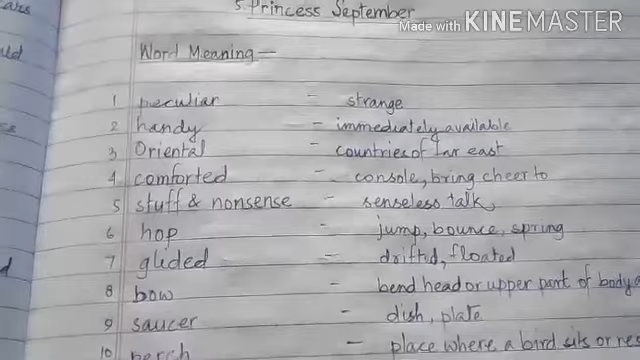 5. Princess September
Made with KINEMASTER
Word Meaning -
1 peculiar - strange
2 handy - immediately available
3 Oriental - countries of far east
4 comforted - console, bring cheer to
5 stuff & nonsense - senseless talk
6 hop - jump, bounce, spring
7 glided - drifted, floated
8 bow - bend head or upper part of body
9 saucer - dish, plate
10 perch - place where a bird sits or res